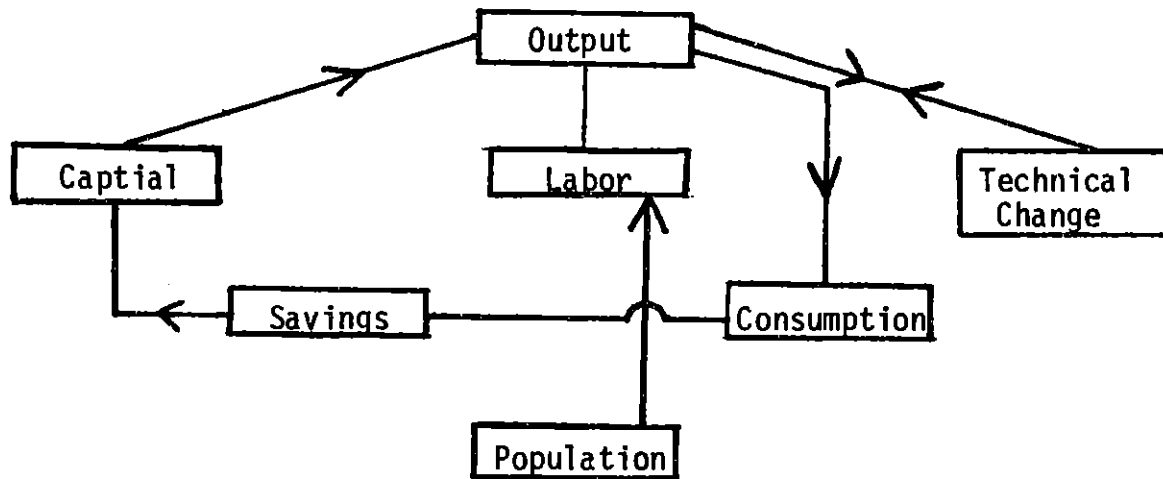 Output
Captial
Labor
Technical
Change
Savings
Consumption
Population